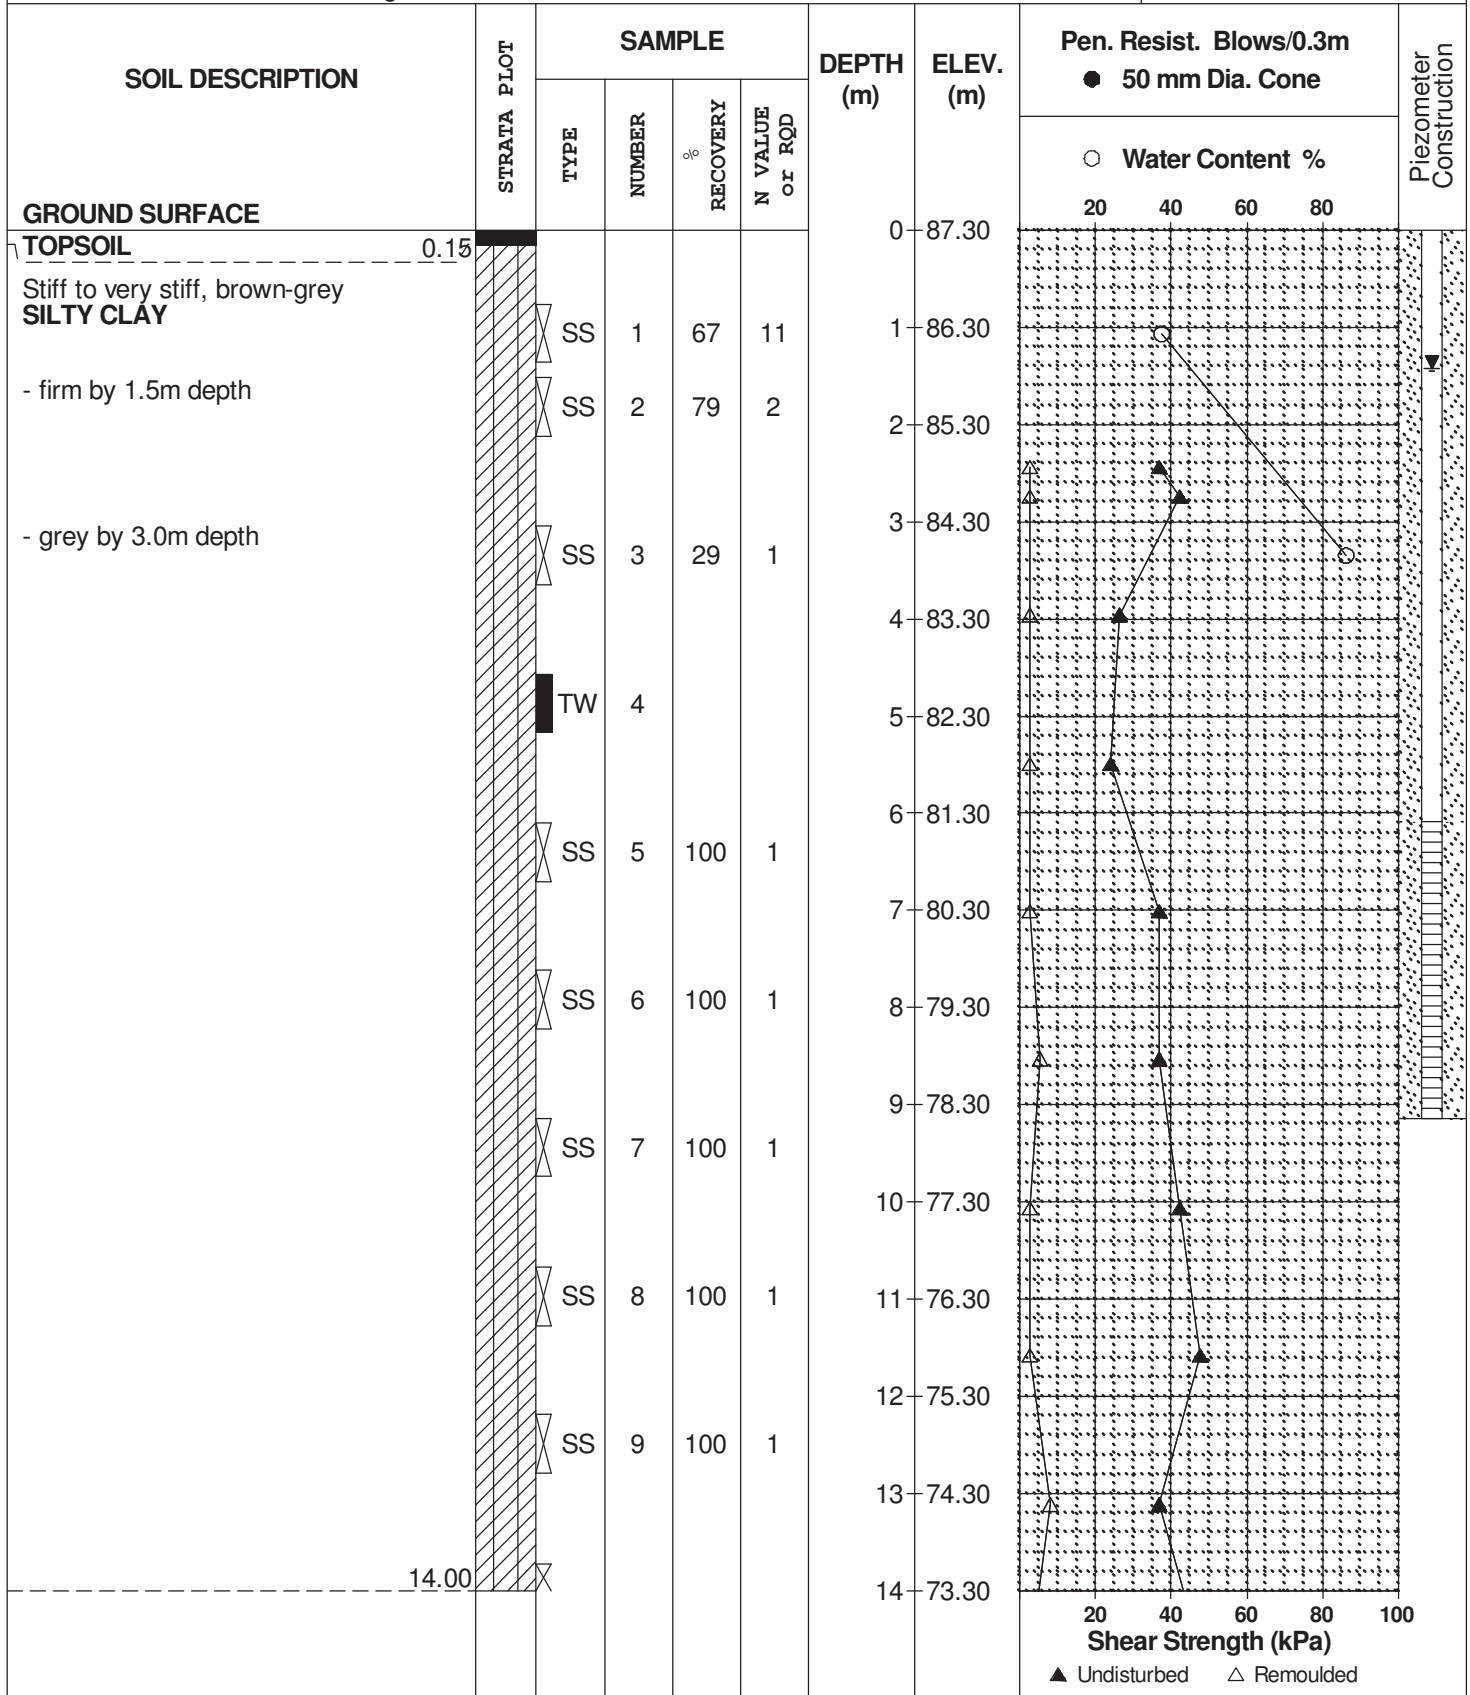 SOIL DESCRIPTION
STRATA PLOT
SAMPLE
TYPE
NUMBER
% RECOVERY
N VALUE or RQD
DEPTH (m)
ELEV. (m)
Pen. Resist. Blows/0.3m
● 50 mm Dia. Cone
○ Water Content %
Piezometer Construction
20 40 60 80
GROUND SURFACE
0 87.30
TOPSOIL 0.15
Stiff to very stiff, brown-grey
SILTY CLAY
SS 1 67 11
1 86.30
- firm by 1.5m depth
SS 2 79 2
2 85.30
3 84.30
- grey by 3.0m depth
SS 3 29 1
4 83.30
TW 4
5 82.30
6 81.30
SS 5 100 1
7 80.30
SS 6 100 1
8 79.30
9 78.30
SS 7 100 1
10 77.30
SS 8 100 1
11 76.30
12 75.30
SS 9 100 1
13 74.30
14.00
14 73.30
20 40 60 80 100
Shear Strength (kPa)
▲ Undisturbed △ Remoulded